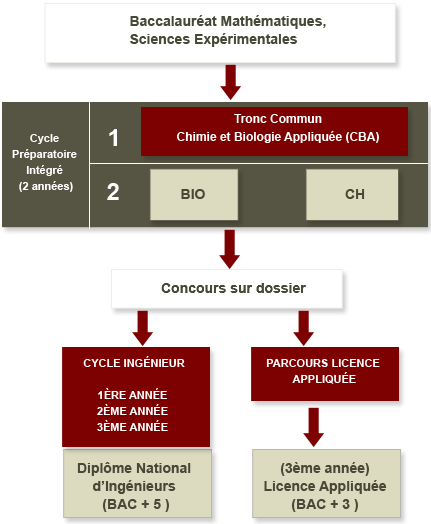 Baccalauréat Mathématiques,
Sciences Expérimentales
Cycle
Préparatoire
Intégré
(2 années)
1
Tronc Commun
Chimie et Biologie Appliquée (CBA)
2
BIO
CH
Concours sur dossier
CYCLE INGÉNIEUR
1ÈRE ANNÉE
2ÈME ANNÉE
3ÈME ANNÉE
PARCOURS LICENCE
APPLIQUÉE
Diplôme National
d'Ingénieurs
(BAC + 5 )
(3ème année)
Licence Appliquée
(BAC + 3 )